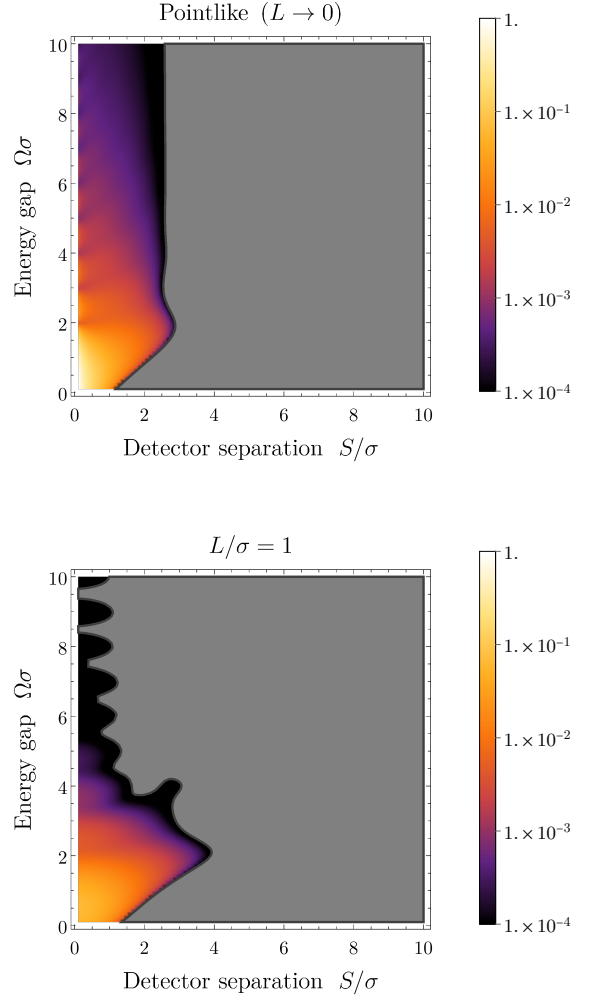 Pointlike (L → 0)
10
8
6
4
2
0
Energy gap Ωσ
0 2 4 6 8 10
Detector separation S/σ
1.
1.×10⁻¹
1.×10⁻²
1.×10⁻³
1.×10⁻⁴
L/σ = 1
10
8
6
4
2
0
Energy gap Ωσ
0 2 4 6 8 10
Detector separation S/σ
1.
1.×10⁻¹
1.×10⁻²
1.×10⁻³
1.×10⁻⁴